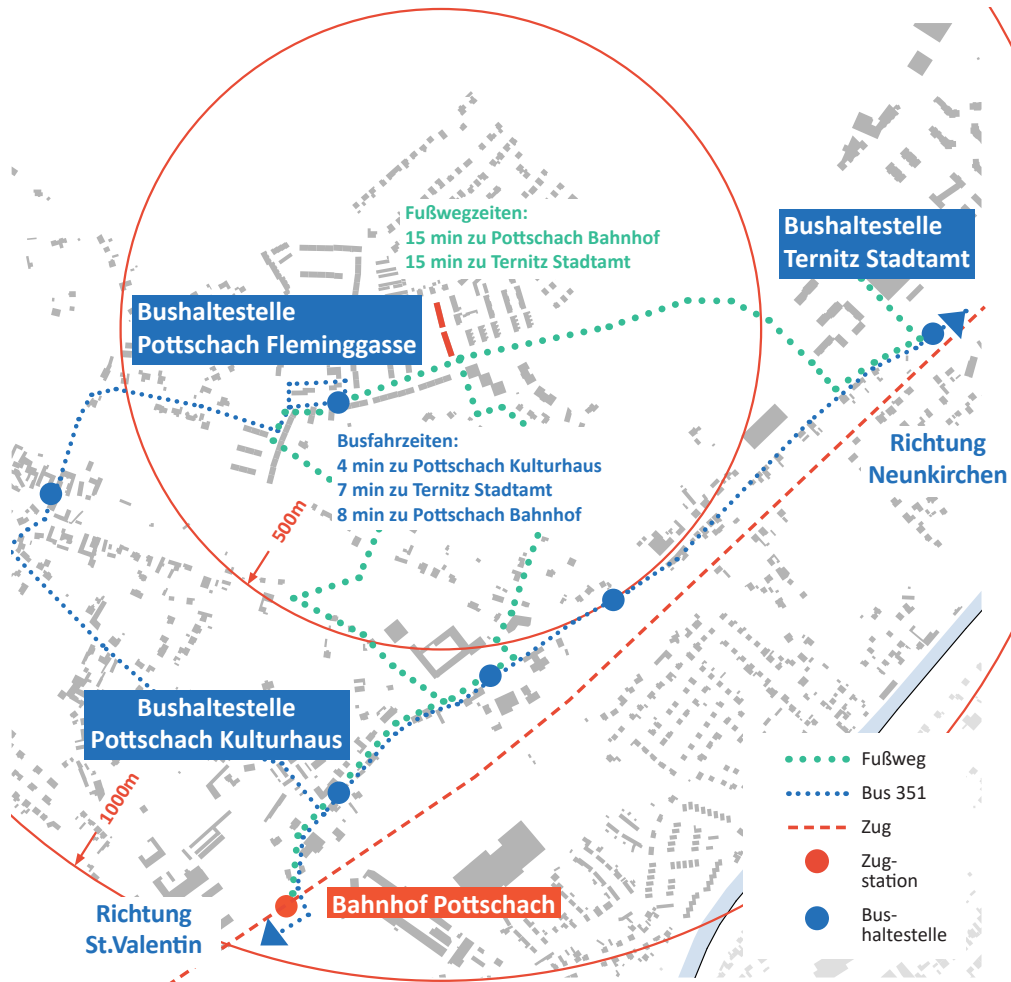 Fußwegzeiten:
15 min zu Pottschach Bahnhof
15 min zu Ternitz Stadtamt
Bushaltestelle
Ternitz Stadtamt
Bushaltestelle
Pottschach Fleminggasse
Busfahrzeiten:
4 min zu Pottschach Kulturhaus
7 min zu Ternitz Stadtamt
8 min zu Pottschach Bahnhof
Richtung
Neunkirchen
500m
Bushaltestelle
Pottschach Kulturhaus
1000m
Richtung
St.Valentin
Bahnhof Pottschach
Fußweg
Bus 351
Zug
Zug-
station
Bus-
haltestelle